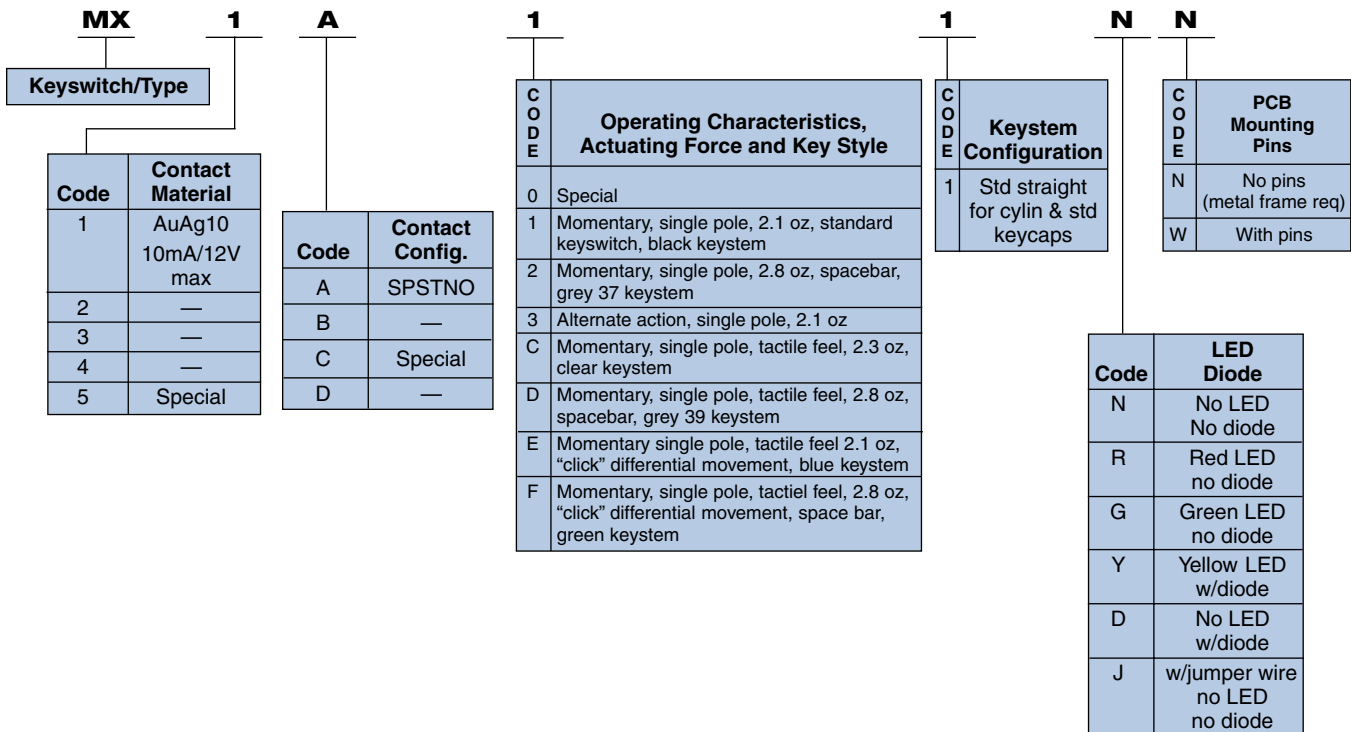 MX 1 A 1 1 N N
Keyswitch/Type
Code Contact Material
1 AuAg10
10mA/12V
max
2 —
3 —
4 —
5 Special
Code Contact Config.
A SPSTNO
B —
C Special
D —
CODE Operating Characteristics,
Actuating Force and Key Style
0 Special
1 Momentary, single pole, 2.1 oz, standard
keyswitch, black keystem
2 Momentary, single pole, 2.8 oz, spacebar,
grey 37 keystem
3 Alternate action, single pole, 2.1 oz
C Momentary, single pole, tactile feel, 2.3 oz,
clear keystem
D Momentary, single pole, tactile feel, 2.8 oz,
spacebar, grey 39 keystem
E Momentary single pole, tactile feel 2.1 oz,
“click” differential movement, blue keystem
F Momentary, single pole, tactiel feel, 2.8 oz,
“click” differential movement, space bar,
green keystem
CODE Keystem
Configuration
1 Std straight
for cylin & std
keycaps
CODE PCB
Mounting
Pins
N No pins
(metal frame req)
W With pins
Code LED
Diode
N No LED
No diode
R Red LED
no diode
G Green LED
no diode
Y Yellow LED
w/diode
D No LED
w/diode
J w/jumper wire
no LED
no diode